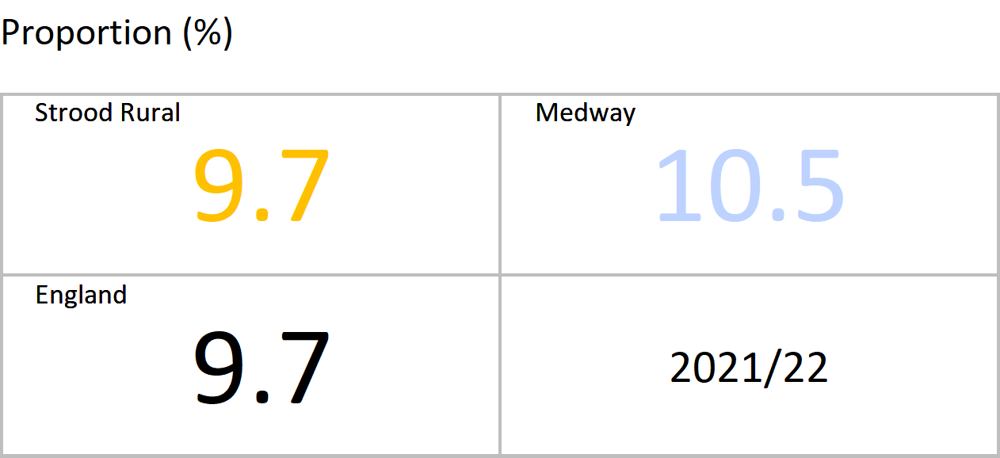 Proportion (%)
Strood Rural
9.7
Medway
10.5
England
9.7
2021/22